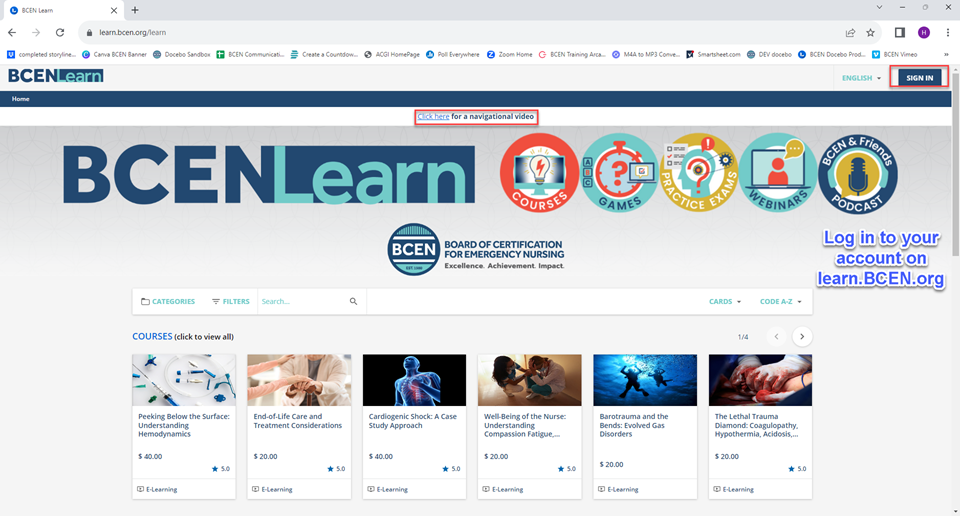 BCEN Learn
learn.bcen.org/learn
H
completed storyline... Canva BCEN Banner Docebo Sandbox BCEN Communicati... Create a Countdow... ACGI HomePage Poll Everywhere Zoom Home BCEN Training Arca... M4A to MP3 Conve... Smartsheet.com DEV docebo BCEN Docebo Prod... BCEN Vimeo »
BCENLearn
ENGLISH
SIGN IN
Home
Click here for a navigational video
BCENLearn
COURSES
A
B
C
GAMES
PRACTICE EXAMS
WEBINARS
BCEN & Friends
PODCAST
BCEN
EST 1980
BOARD OF CERTIFICATION
FOR EMERGENCY NURSING
Excellence. Achievement. Impact.
Log in to your
account on
learn.BCEN.org
CATEGORIES FILTERS Search... CARDS CODE A-Z
COURSES (click to view all) 1/4
Peeking Below the Surface:
Understanding
Hemodynamics
$ 40.00
5.0
E-Learning
End-of-Life Care and
Treatment Considerations
$ 20.00
5.0
E-Learning
Cardiogenic Shock: A Case
Study Approach
$ 40.00
5.0
E-Learning
Well-Being of the Nurse:
Understanding
Compassion Fatigue,...
$ 20.00
5.0
E-Learning
Barotrauma and the
Bends: Evolved Gas
Disorders
$ 20.00
E-Learning
The Lethal Trauma
Diamond: Coagulopathy,
Hypothermia, Acidosis,...
$ 20.00
5.0
E-Learning